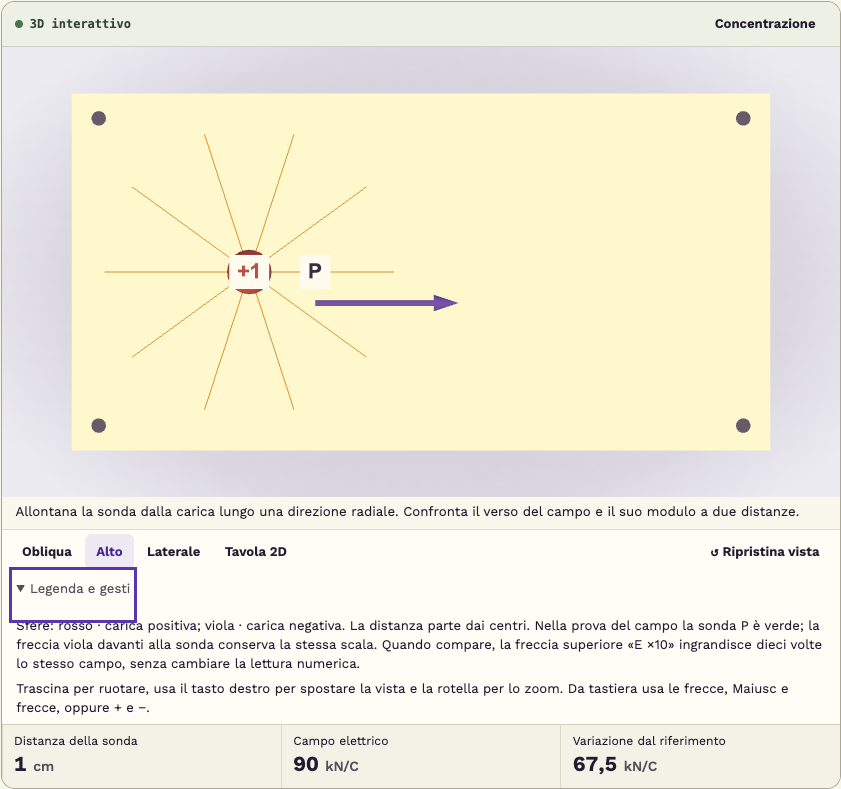 3D interattivo
Concentrazione
+1
P
Allontana la sonda dalla carica lungo una direzione radiale. Confronta il verso del campo e il suo modulo a due distanze.
Obliqua
Alto
Laterale
Tavola 2D
↺ Ripristina vista
▼ Legenda e gesti
Sfere: rosso · carica positiva; viola · carica negativa. La distanza parte dai centri. Nella prova del campo la sonda P è verde; la
freccia viola davanti alla sonda conserva la stessa scala. Quando compare, la freccia superiore «E ×10» ingrandisce dieci volte
lo stesso campo, senza cambiare la lettura numerica.
Trascina per ruotare, usa il tasto destro per spostare la vista e la rotella per lo zoom. Da tastiera usa le frecce, Maiusc e
frecce, oppure + e −.
Distanza della sonda
1 cm
Campo elettrico
90 kN/C
Variazione dal riferimento
67,5 kN/C